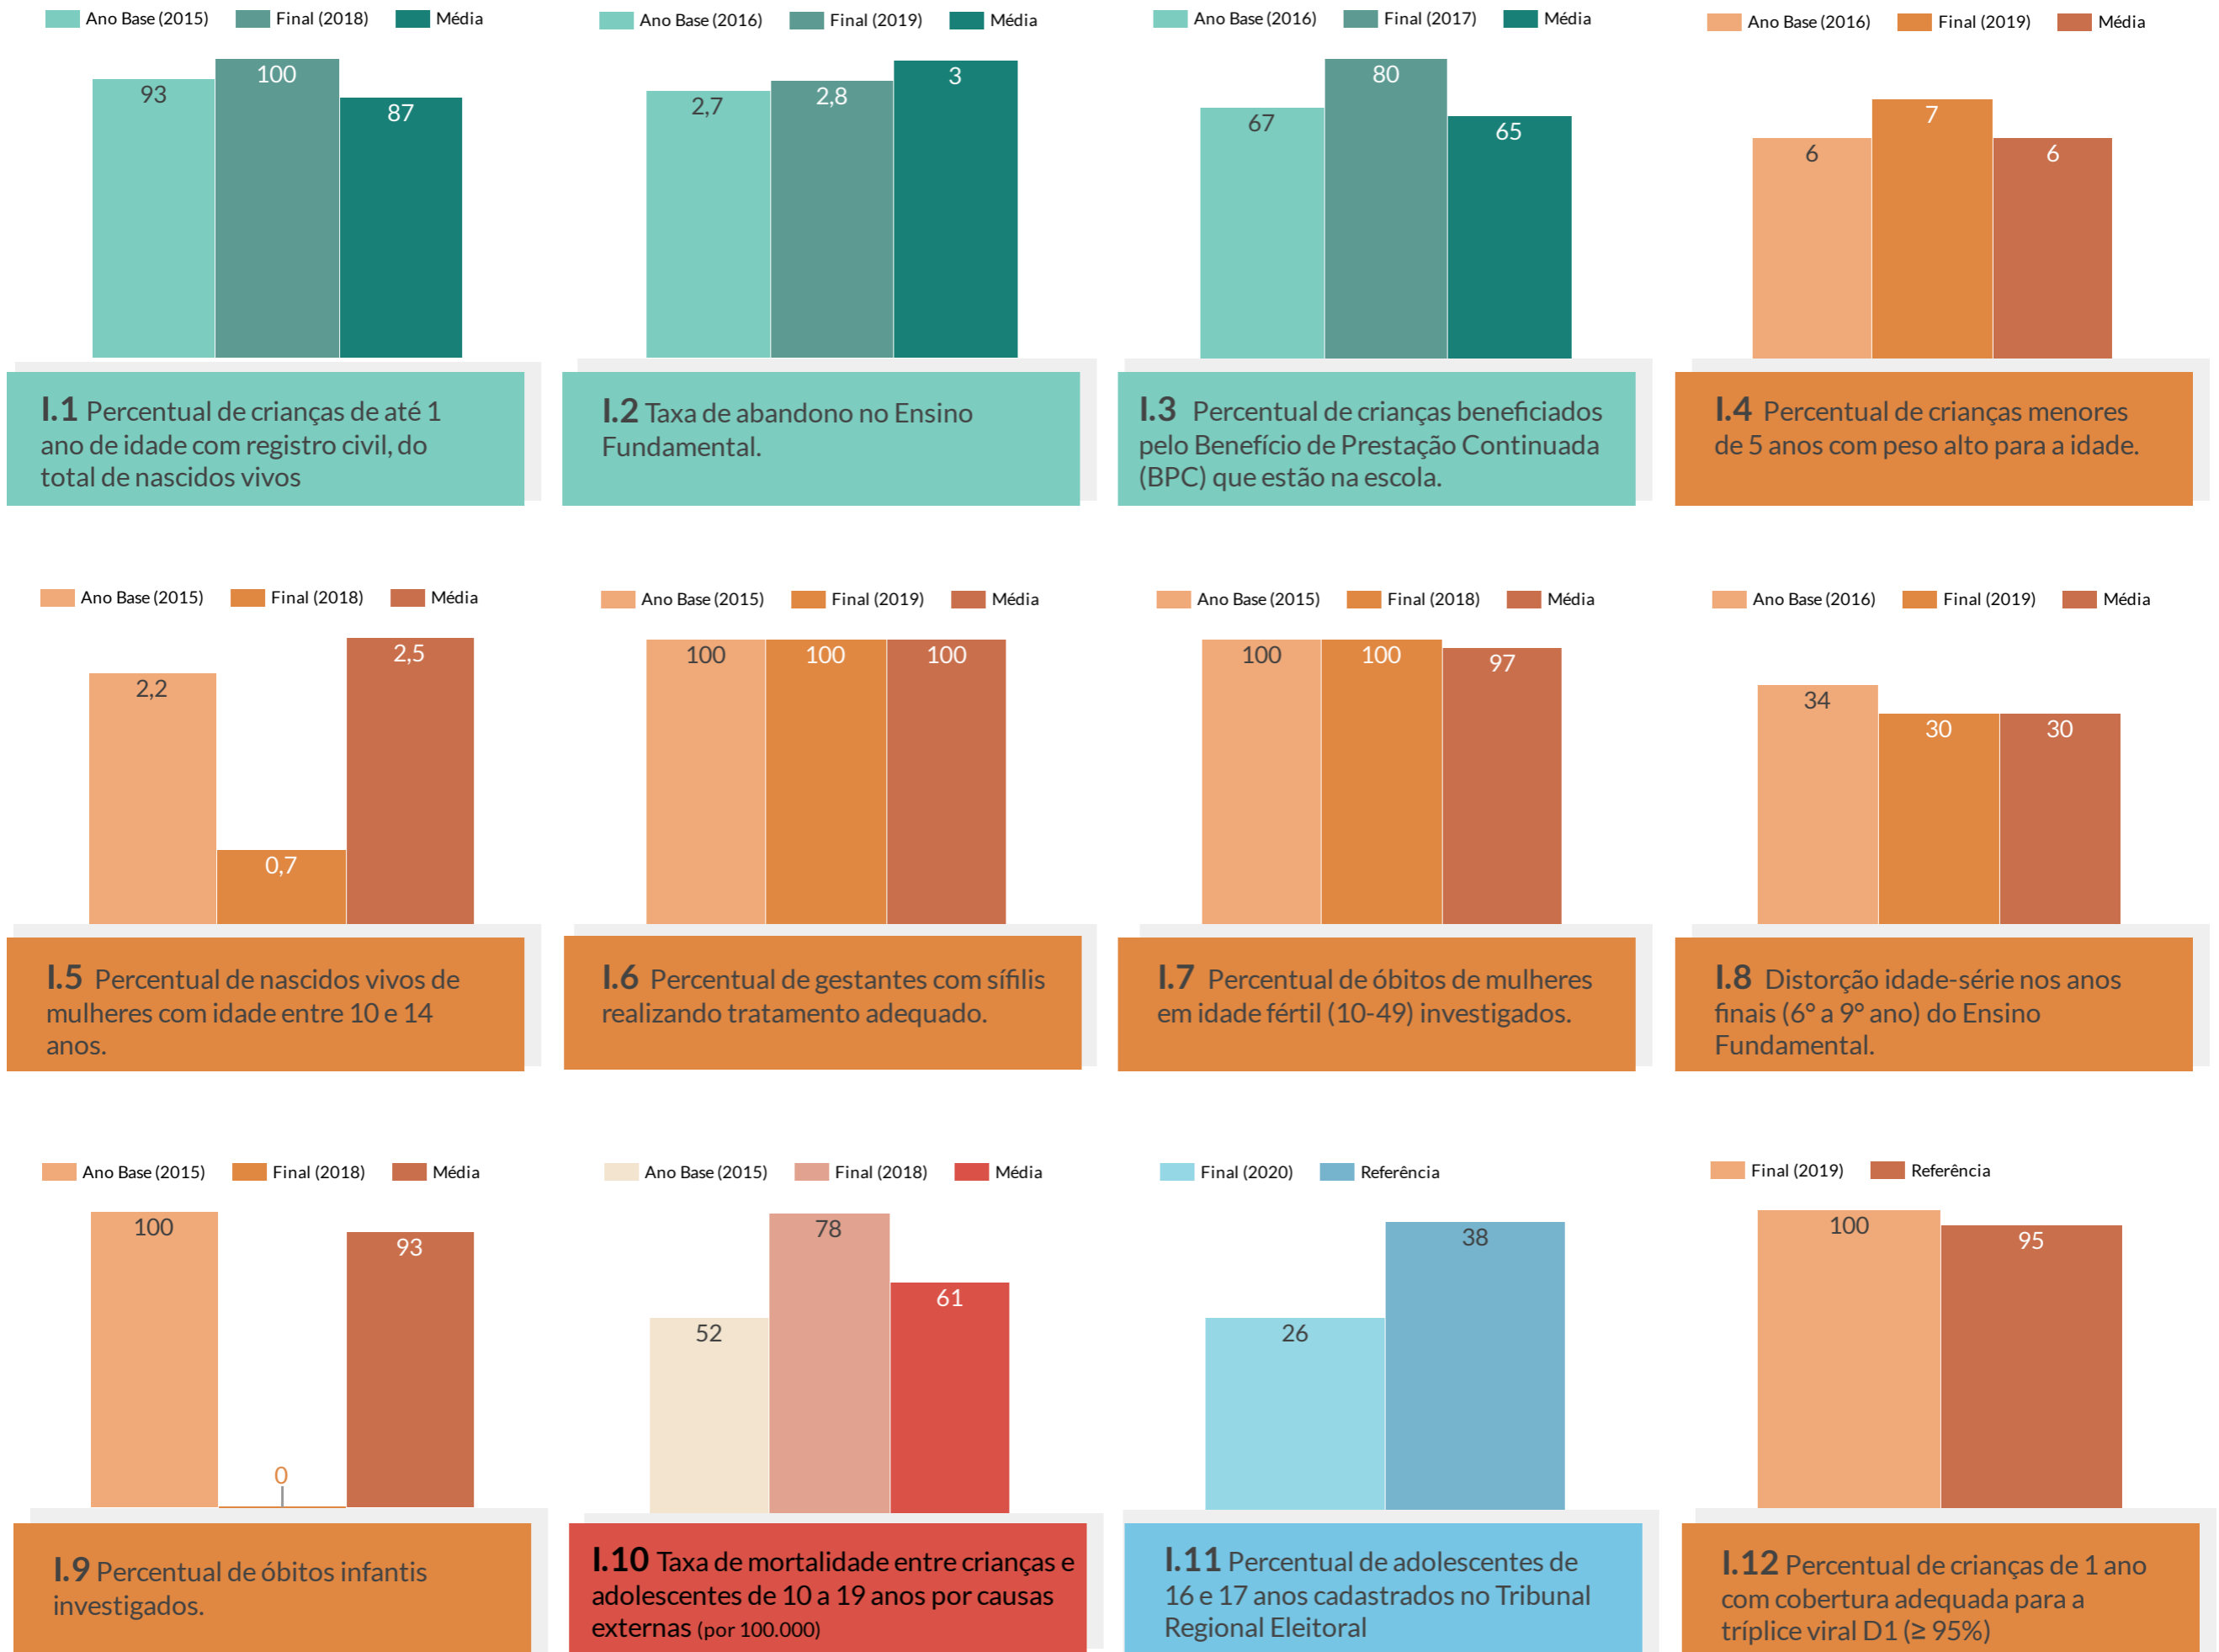 Ano Base (2015) Final (2018) Média
93
100
87
I.1 Percentual de crianças de até 1
ano de idade com registro civil, do
total de nascidos vivos
Ano Base (2016) Final (2019) Média
2,7
2,8
3
I.2 Taxa de abandono no Ensino
Fundamental.
Ano Base (2016) Final (2017) Média
67
80
65
I.3 Percentual de crianças beneficiados
pelo Benefício de Prestação Continuada
(BPC) que estão na escola.
Ano Base (2016) Final (2019) Média
6
7
6
I.4 Percentual de crianças menores
de 5 anos com peso alto para a idade.
Ano Base (2015) Final (2018) Média
2,2
0,7
2,5
I.5 Percentual de nascidos vivos de
mulheres com idade entre 10 e 14
anos.
Ano Base (2015) Final (2019) Média
100
100
100
I.6 Percentual de gestantes com sífilis
realizando tratamento adequado.
Ano Base (2015) Final (2018) Média
100
100
97
I.7 Percentual de óbitos de mulheres
em idade fértil (10-49) investigados.
Ano Base (2016) Final (2019) Média
34
30
30
I.8 Distorção idade-série nos anos
finais (6° a 9° ano) do Ensino
Fundamental.
Ano Base (2015) Final (2018) Média
100
0
93
I.9 Percentual de óbitos infantis
investigados.
Ano Base (2015) Final (2018) Média
52
78
61
I.10 Taxa de mortalidade entre crianças e
adolescentes de 10 a 19 anos por causas
externas (por 100.000)
Final (2020) Referência
26
38
I.11 Percentual de adolescentes de
16 e 17 anos cadastrados no Tribunal
Regional Eleitoral
Final (2019) Referência
100
95
I.12 Percentual de crianças de 1 ano
com cobertura adequada para a
tríplice viral D1 (≥ 95%)